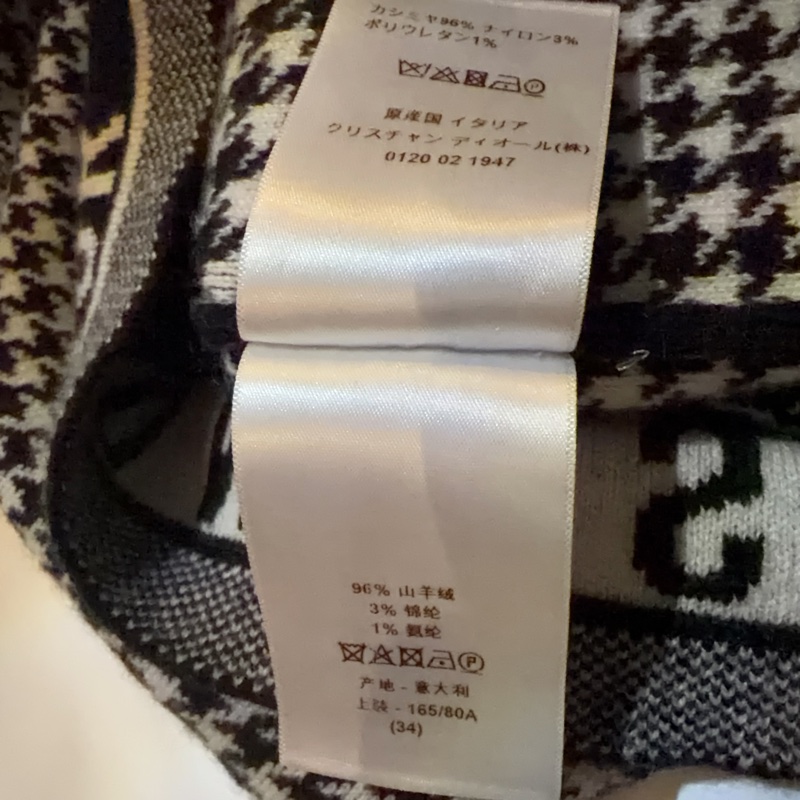 カシミヤ96% ナイロン3%
ポリウレタン1%
P
原産国 イタリア
クリスチャン ディオール(株)
0120 02 1947
96% 山羊绒
3% 锦纶
1% 氨纶
P
产地 - 意大利
上装 - 165/80A
(34)